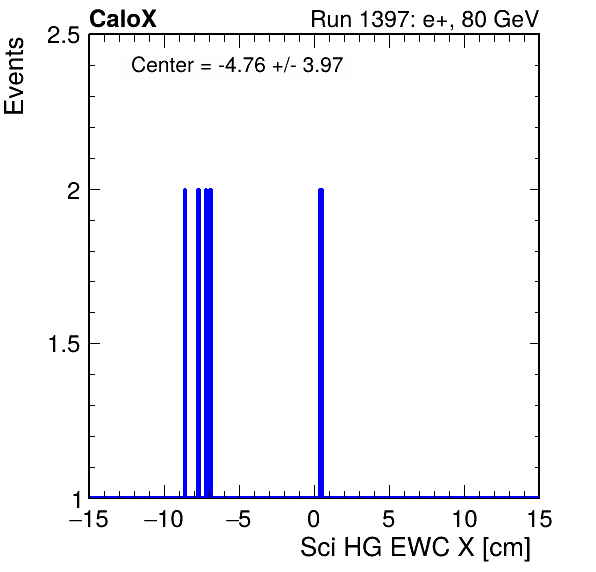 CaloX Run 1397: e+, 80 GeV
Center = -4.76 +/- 3.97
Events
2.5
2
1.5
1
−15 −10 −5 0 5 10 15
Sci HG EWC X [cm]